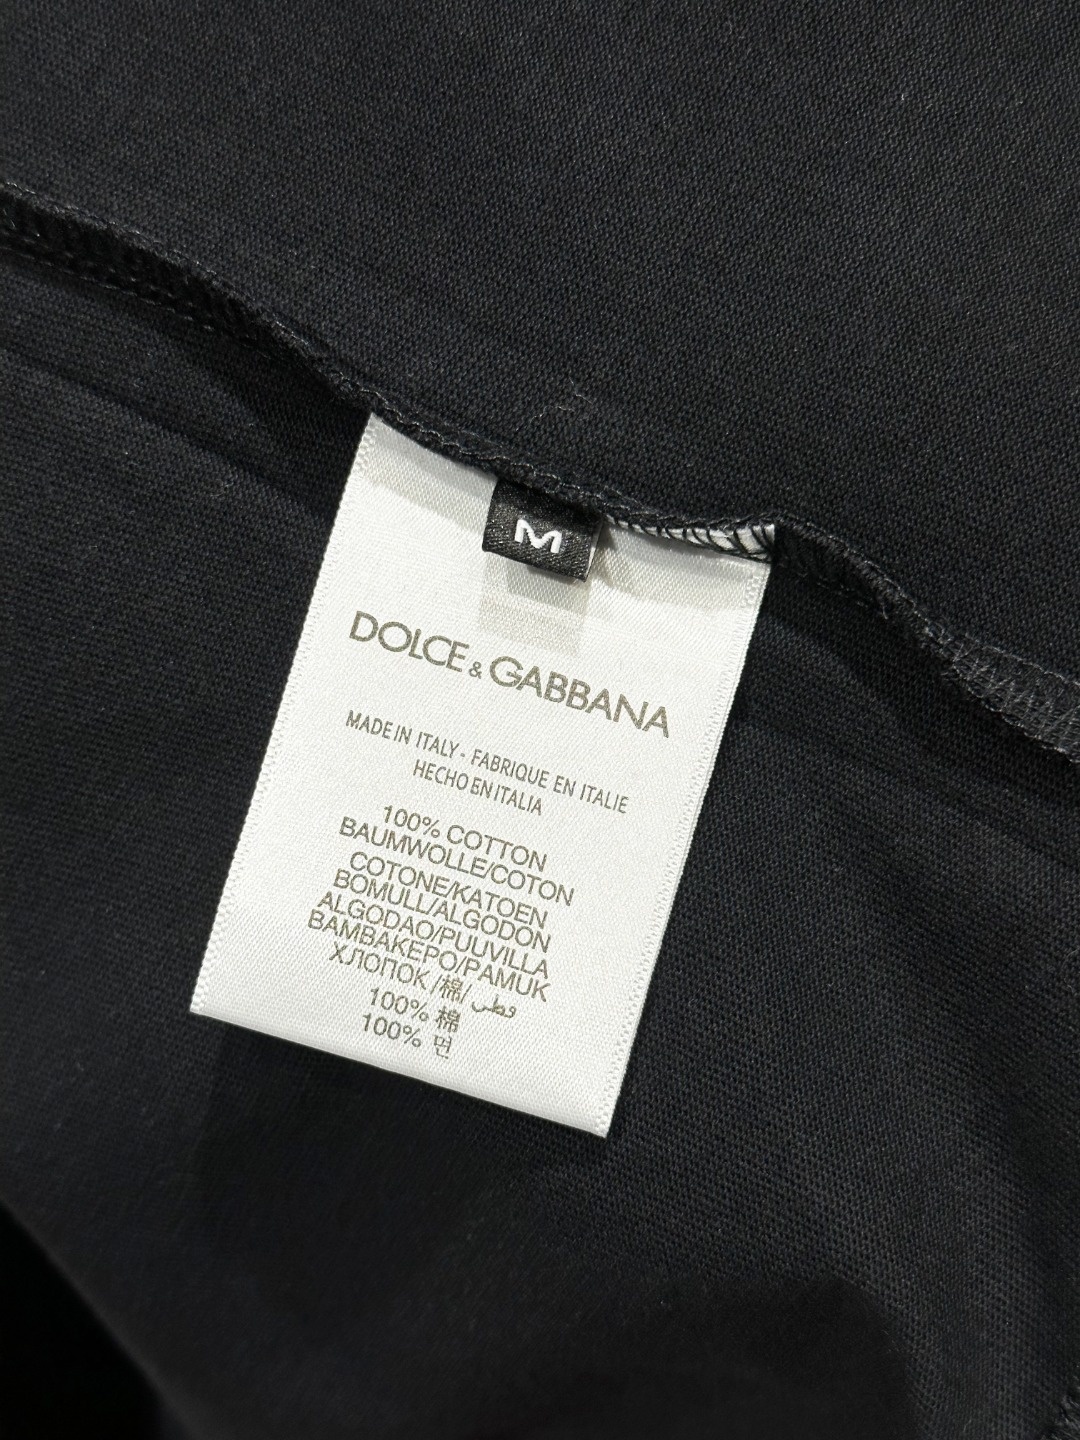 M
DOLCE & GABBANA
MADE IN ITALY - FABRIQUE EN ITALIE
HECHO EN ITALIA
100% COTTON
BAUMWOLLE/COTON
COTONE/KATOEN
BOMULL/ALGODON
ALGODAO/PUUVILLA
BAMBAKEPO/PAMUK
ХЛОПОК /棉/ قطن
100% 棉
100% 면